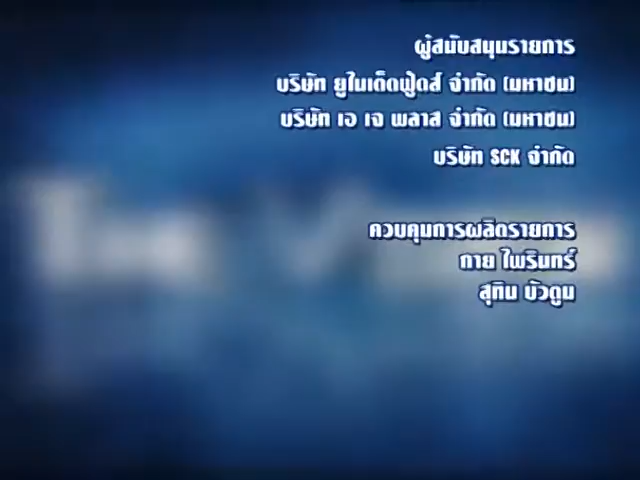 ผู้สนับสนุนรายการ
บริษัท ยูไนเต็ดฟู้ดส์ จำกัด (มหาชน)
บริษัท เอ เจ พลาส จำกัด (มหาชน)
บริษัท SCK จำกัด
ควบคุมการผลิตรายการ
กาย ไพรินทร์
สุทิน บัวตูม